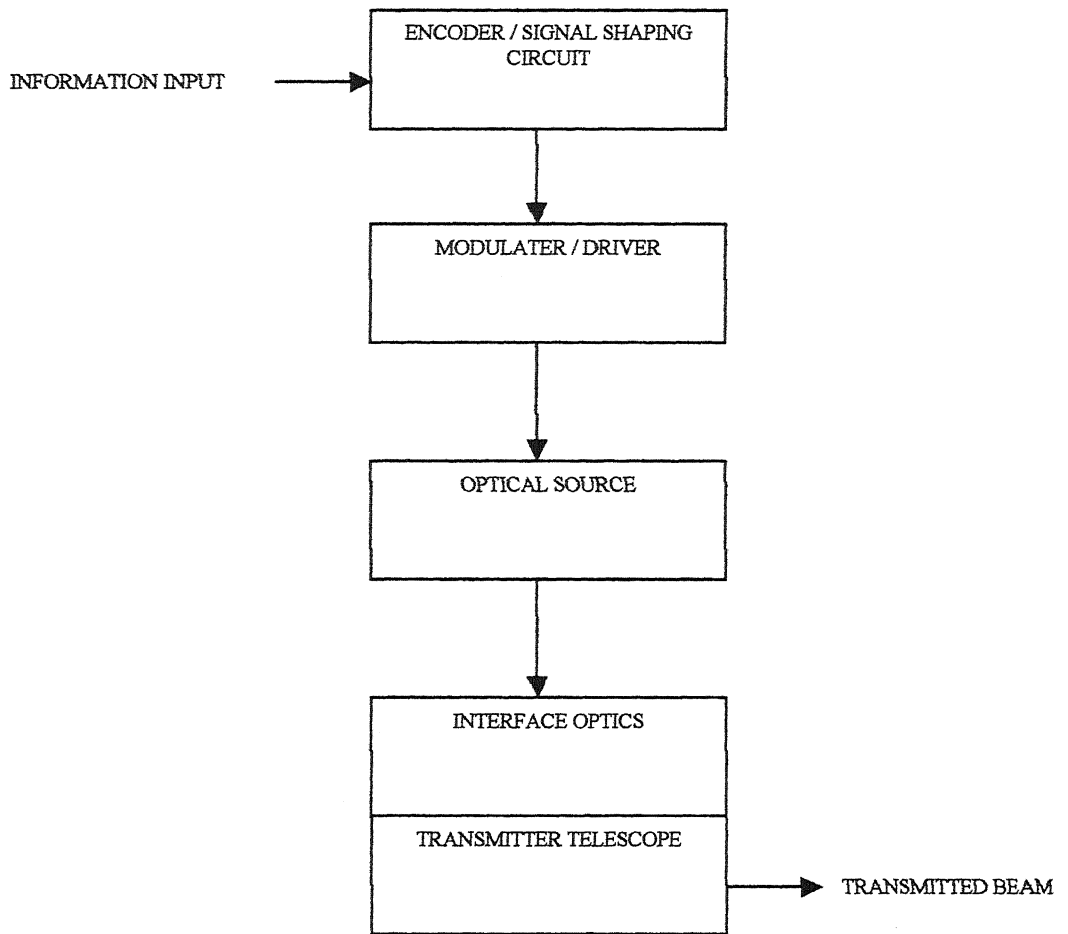 ENCODER / SIGNAL SHAPING
CIRCUIT
INFORMATION INPUT
MODULATER / DRIVER
OPTICAL SOURCE
INTERFACE OPTICS
TRANSMITTER TELESCOPE
TRANSMITTED BEAM